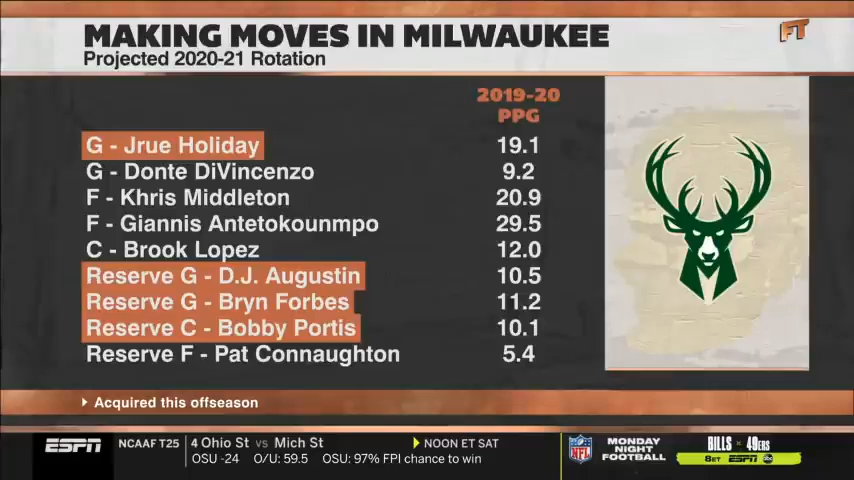 MAKING MOVES IN MILWAUKEE
FT
Projected 2020-21 Rotation
2019-20
PPG
G - Jrue Holiday 19.1
G - Donte DiVincenzo 9.2
F - Khris Middleton 20.9
F - Giannis Antetokounmpo 29.5
C - Brook Lopez 12.0
Reserve G - D.J. Augustin 10.5
Reserve G - Bryn Forbes 11.2
Reserve C - Bobby Portis 10.1
Reserve F - Pat Connaughton 5.4
Acquired this offseason
ESPN
NCAAF T25
4 Ohio St vs Mich St NOON ET SAT
OSU -24 O/U: 59.5 OSU: 97% FPI chance to win
NFL
MONDAY
NIGHT
FOOTBALL
BILLS × 49ERS
8ET ESPN abc